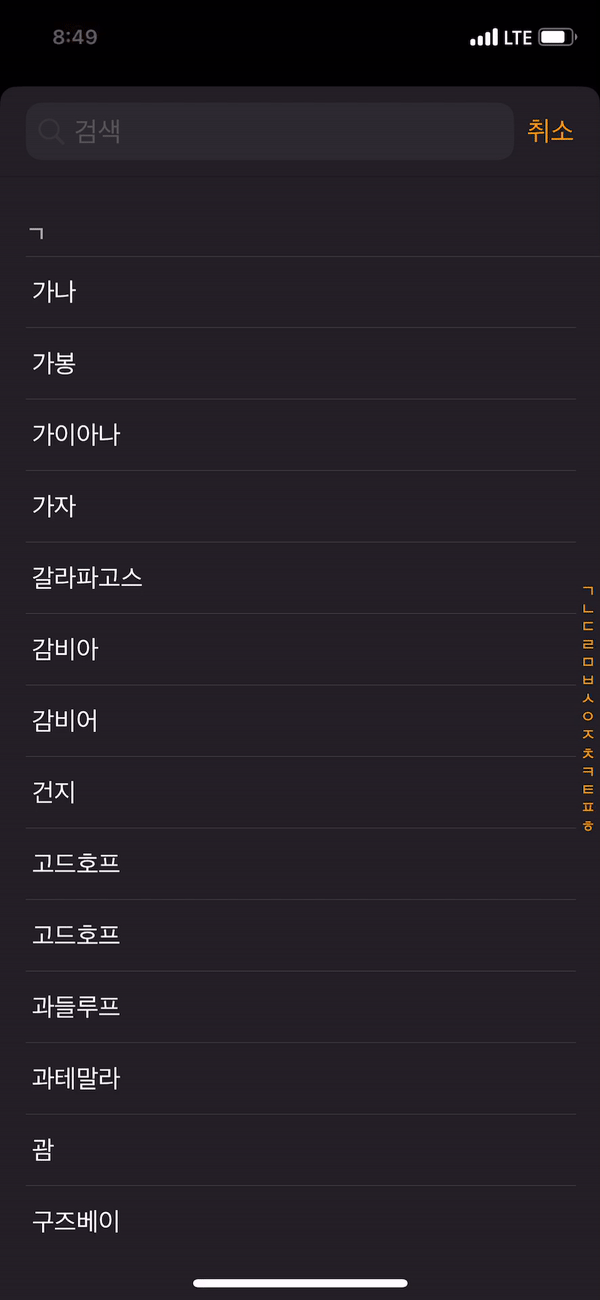 8:49
LTE
검색
취소
ㄱ
가나
가봉
가이아나
가자
갈라파고스
감비아
감비어
건지
고드호프
고드호프
과들루프
과테말라
괌
구즈베이
ㄱ
ㄴ
ㄷ
ㄹ
ㅁ
ㅂ
ㅅ
ㅇ
ㅈ
ㅊ
ㅋ
ㅌ
ㅍ
ㅎ